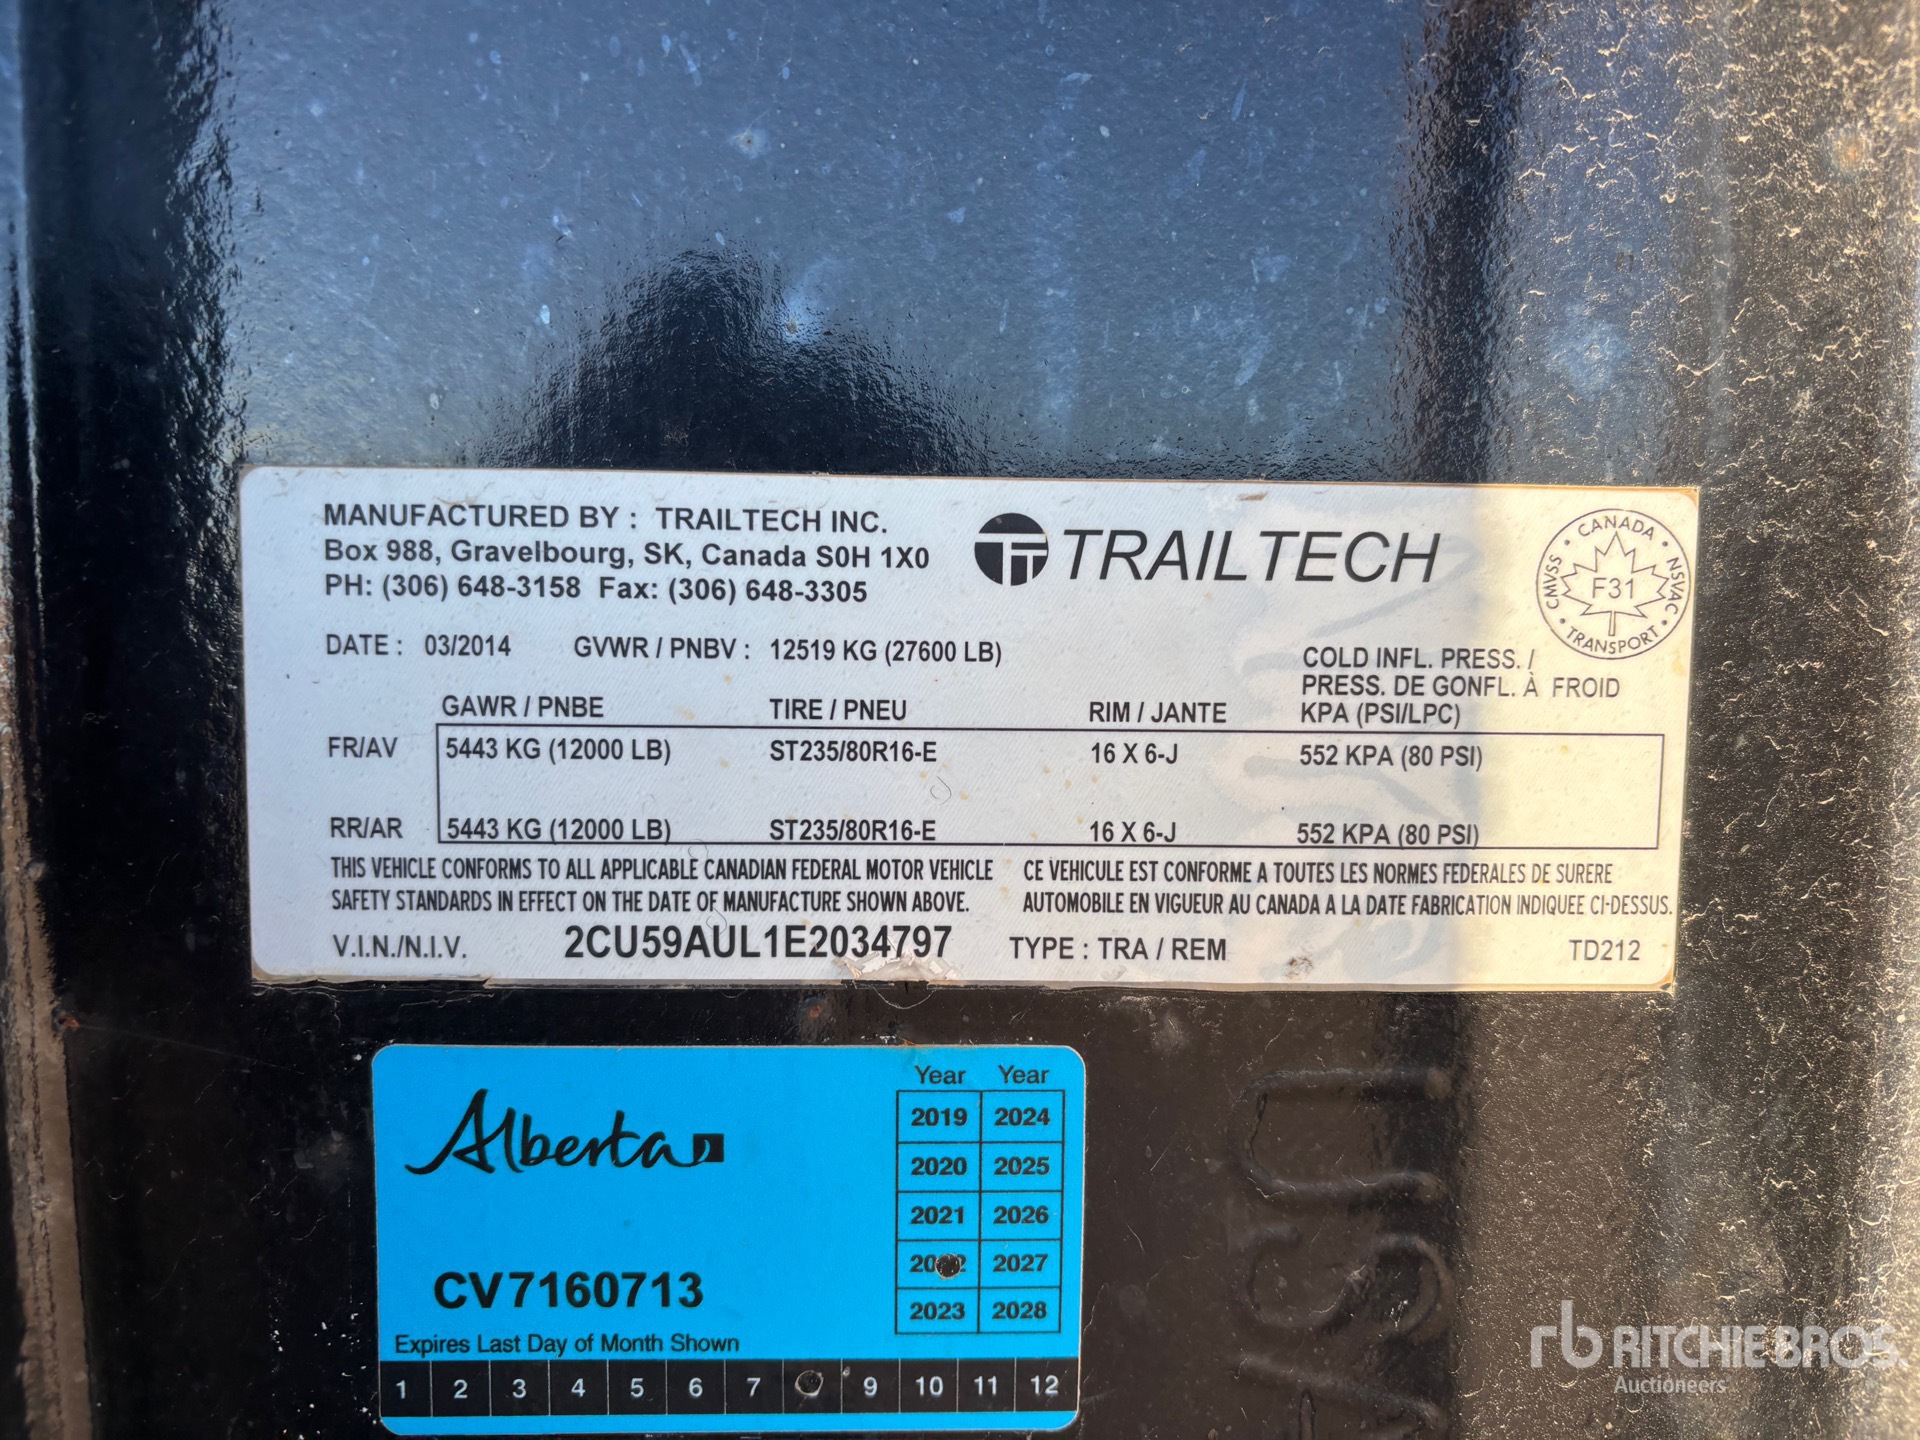 MANUFACTURED BY : TRAILTECH INC.
Box 988, Gravelbourg, SK, Canada S0H 1X0
PH: (306) 648-3158 Fax: (306) 648-3305
TRAILTECH
CANADA
CMVSS
NSVAC
F31
TRANSPORT
DATE : 03/2014 GVWR / PNBV : 12519 KG (27600 LB)
COLD INFL. PRESS. /
PRESS. DE GONFL. À FROID
GAWR / PNBE TIRE / PNEU RIM / JANTE KPA (PSI/LPC)
FR/AV 5443 KG (12000 LB) ST235/80R16-E 16 X 6-J 552 KPA (80 PSI)
RR/AR 5443 KG (12000 LB) ST235/80R16-E 16 X 6-J 552 KPA (80 PSI)
THIS VEHICLE CONFORMS TO ALL APPLICABLE CANADIAN FEDERAL MOTOR VEHICLE
SAFETY STANDARDS IN EFFECT ON THE DATE OF MANUFACTURE SHOWN ABOVE.
CE VEHICULE EST CONFORME A TOUTES LES NORMES FEDERALES DE SURERE
AUTOMOBILE EN VIGUEUR AU CANADA A LA DATE FABRICATION INDIQUEE CI-DESSUS.
V.I.N./N.I.V. 2CU59AUL1E2034797 TYPE : TRA / REM TD212
Alberta
Year Year
2019 2024
2020 2025
2021 2026
2027
2023 2028
CV7160713
Expires Last Day of Month Shown
1 2 3 4 5 6 7 9 10 11 12
rb RITCHIE BROS.
Auctioneers